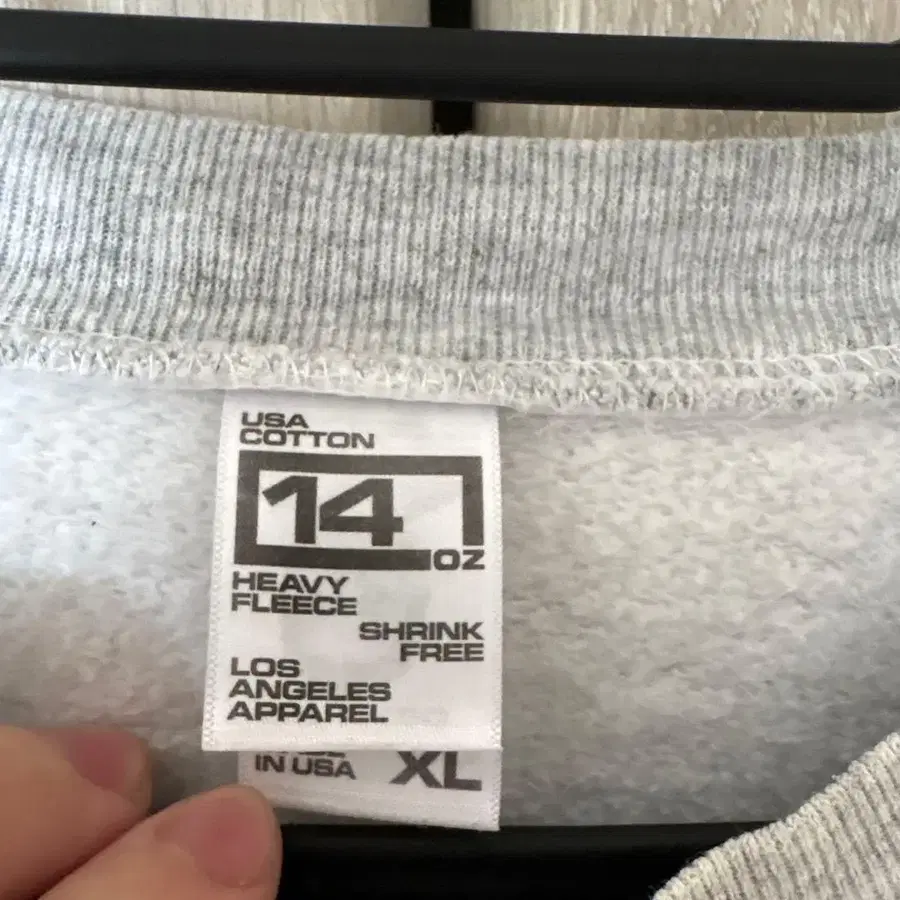 USA
COTTON
14
OZ
HEAVY
FLEECE
SHRINK
FREE
LOS
ANGELES
APPAREL
IN USA
XL